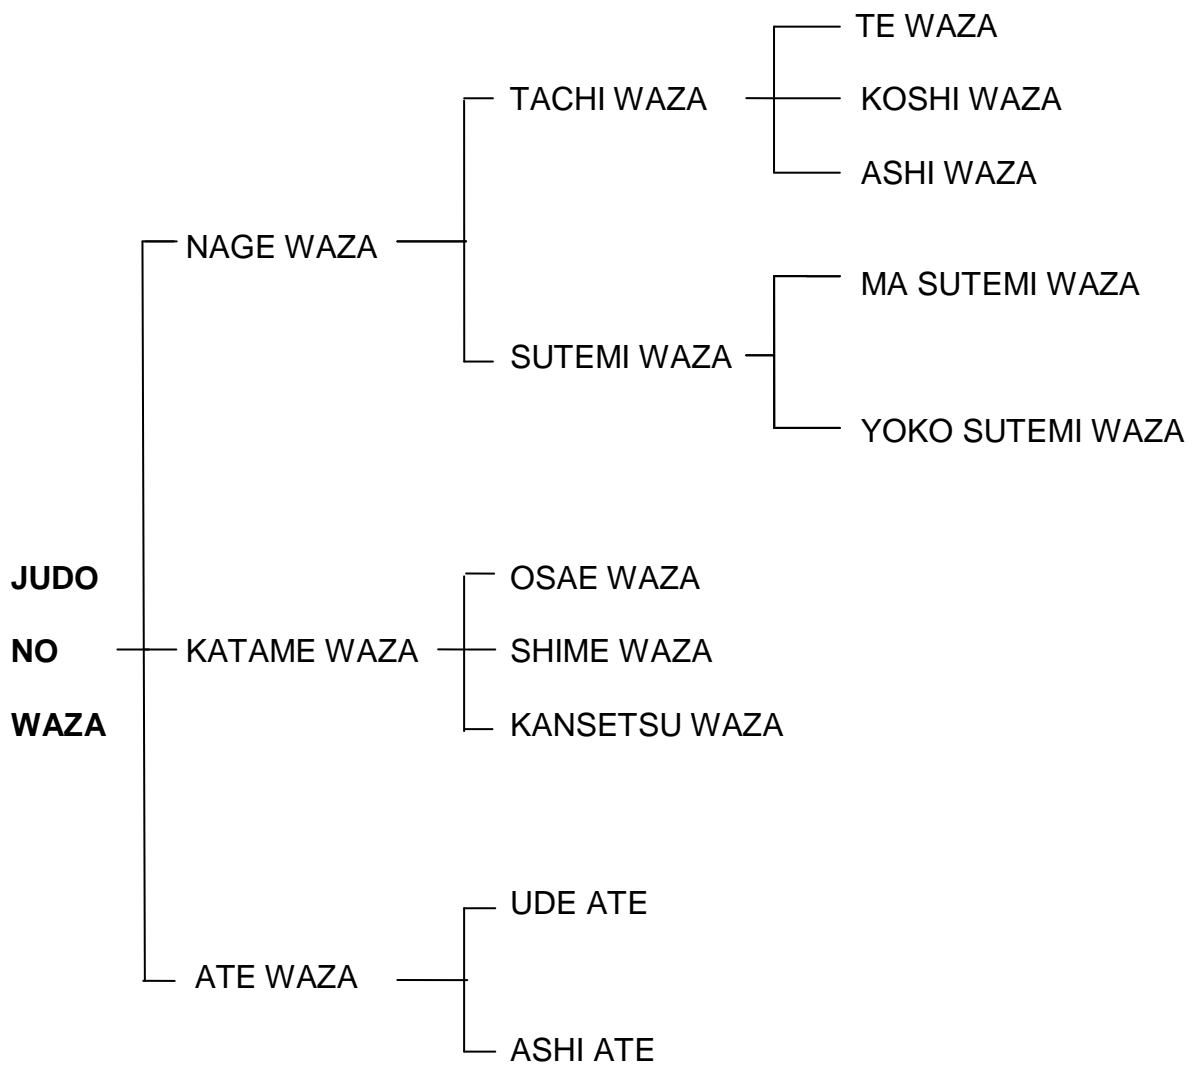 TE WAZA
TACHI WAZA
KOSHI WAZA
ASHI WAZA
NAGE WAZA
MA SUTEMI WAZA
SUTEMI WAZA
YOKO SUTEMI WAZA
JUDO
NO
WAZA
KATAME WAZA
OSAE WAZA
SHIME WAZA
KANSETSU WAZA
ATE WAZA
UDE ATE
ASHI ATE